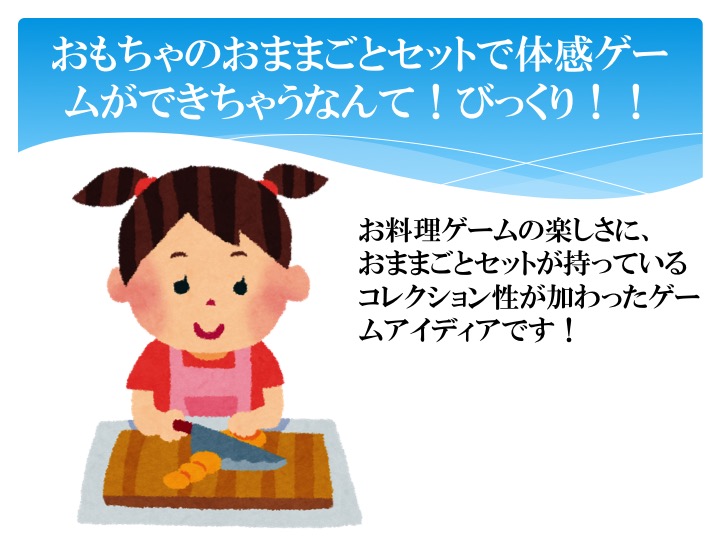 おもちゃのおままごとセットで体感ゲー
ムができちゃうなんて！びっくり！！
お料理ゲームの楽しさに、
おままごとセットが持っている
コレクション性が加わったゲー
ムアイディアです！